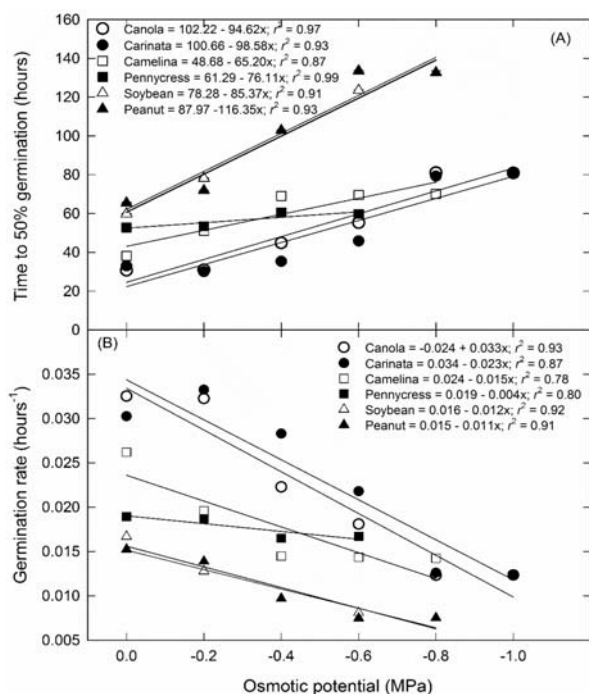 160
140
120
100
80
60
40
20
0
Time to 50% germination (hours)
(A)
Canola = 102.22 - 94.62x; r² = 0.97
Carinata = 100.66 - 98.58x; r² = 0.93
Camelina = 48.68 - 65.20x; r² = 0.87
Pennycress = 61.29 - 76.11x; r² = 0.99
Soybean = 78.28 - 85.37x; r² = 0.91
Peanut = 87.97 -116.35x; r² = 0.93
(B)
Canola = -0.024 + 0.033x; r² = 0.93
Carinata = 0.034 - 0.023x; r² = 0.87
Camelina = 0.024 - 0.015x; r² = 0.78
Pennycress = 0.019 - 0.004x; r² = 0.80
Soybean = 0.016 - 0.012x; r² = 0.92
Peanut = 0.015 - 0.011x; r² = 0.91
0.035
0.030
0.025
0.020
0.015
0.010
0.005
Germination rate (hours⁻¹)
0.0 -0.2 -0.4 -0.6 -0.8 -1.0
Osmotic potential (MPa)